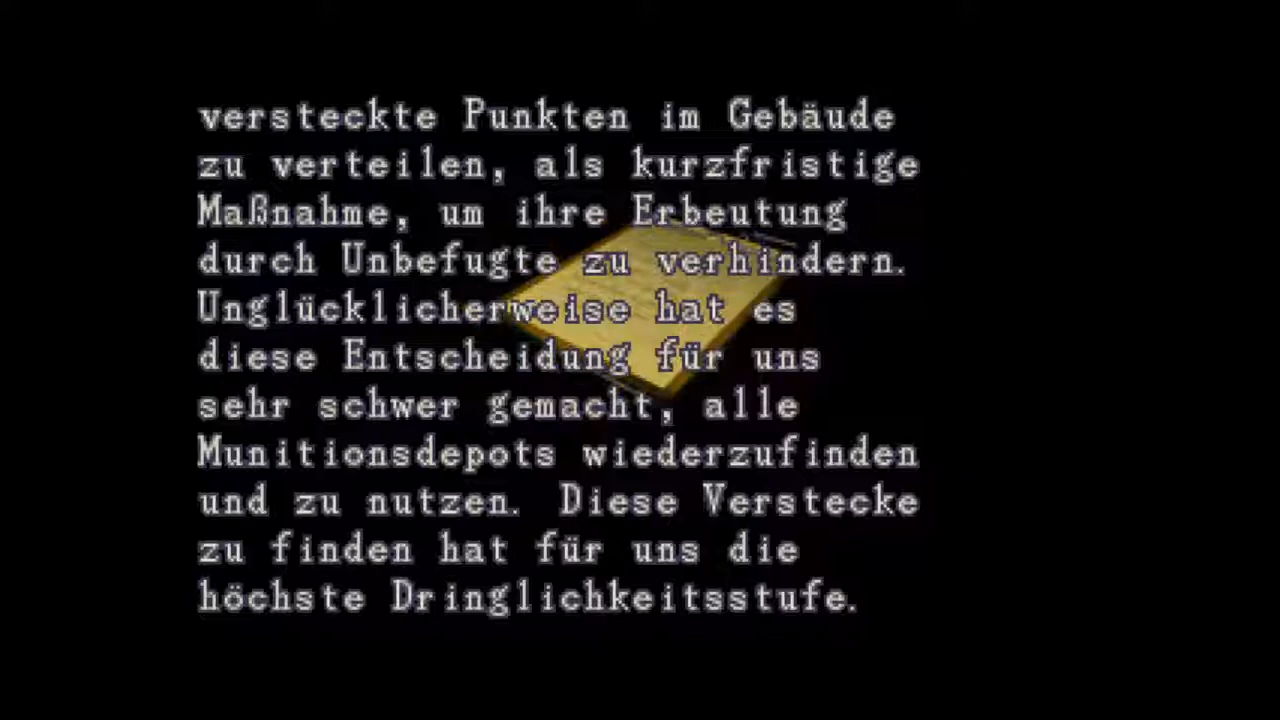 versteckte Punkten im Gebäude
zu verteilen, als kurzfristige
Maßnahme, um ihre Erbeutung
durch Unbefugte zu verhindern.
Unglücklicherweise hat es
diese Entscheidung für uns
sehr schwer gemacht, alle
Munitionsdepots wiederzufinden
und zu nutzen. Diese Verstecke
zu finden hat für uns die
höchste Dringlichkeitsstufe.